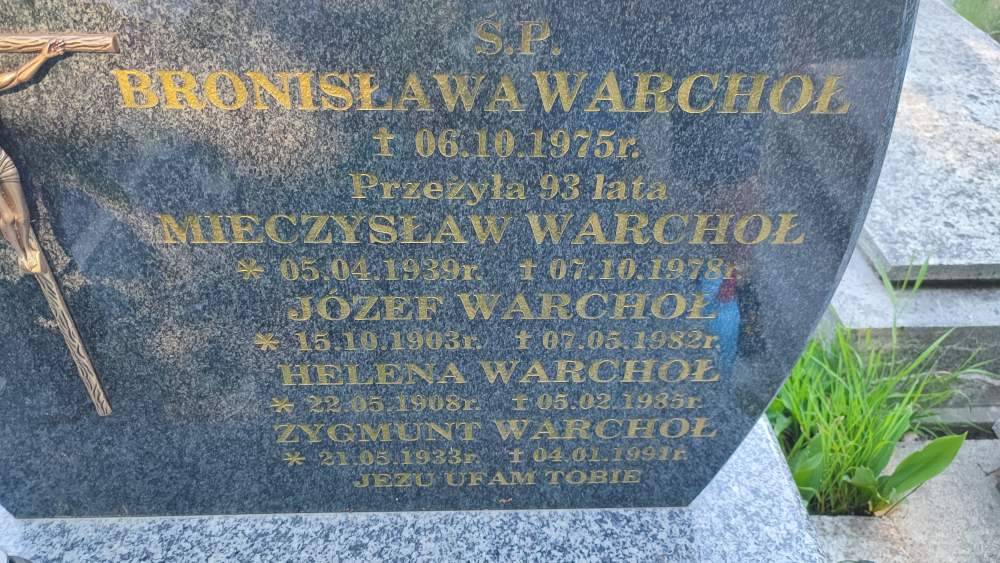 Ś.P.
BRONISŁAWA WARCHOŁ
† 06.10.1975r.
Przeżyła 93 lata
MIECZYSŁAW WARCHOŁ
* 05.04.1939r. † 07.10.1978r.
JÓZEF WARCHOŁ
* 15.10.1903r. † 07.05.1982r.
HELENA WARCHOŁ
* 22.05.1908r. † 05.02.1985r.
ZYGMUNT WARCHOŁ
* 21.05.1933r. † 04.01.1991r.
JEZU UFAM TOBIE